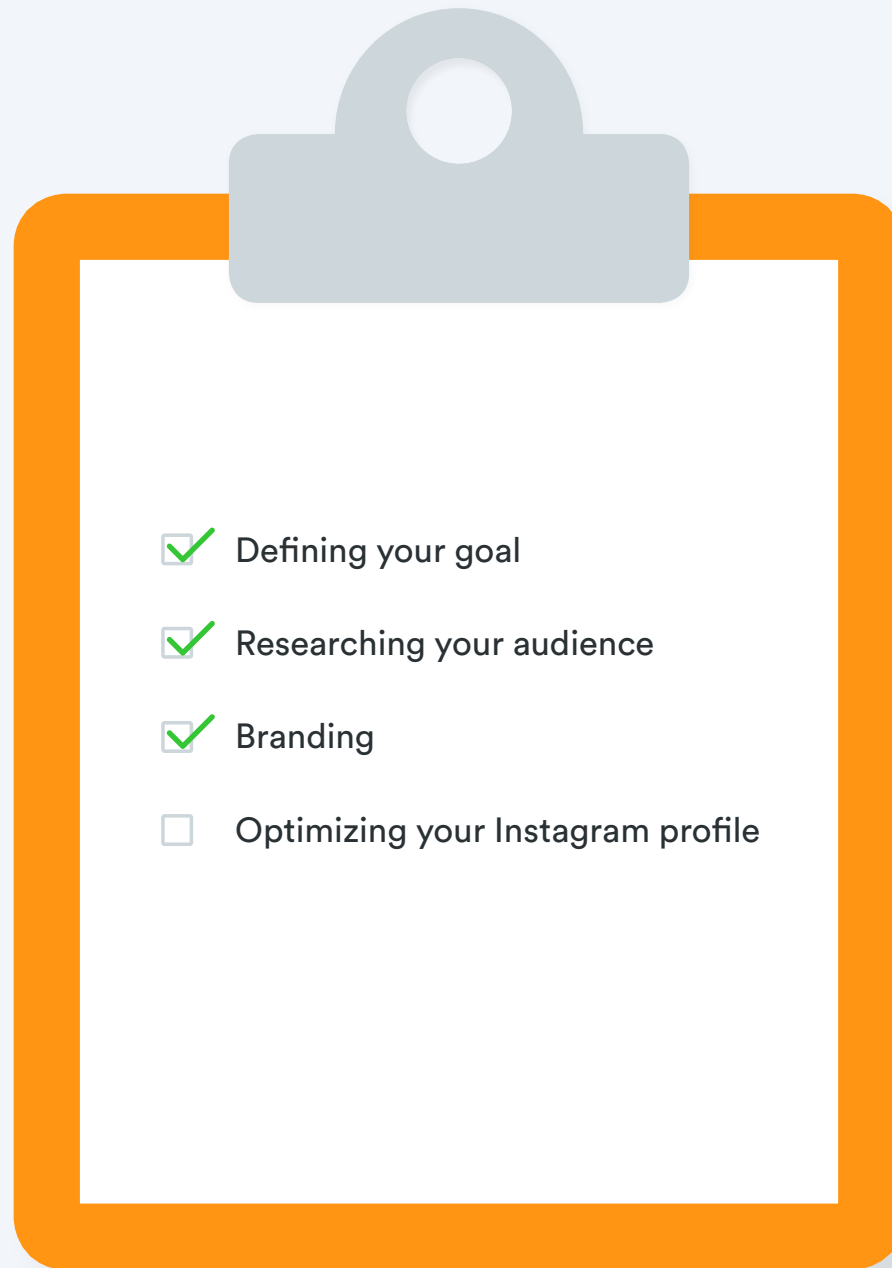 Defining your goal
Researching your audience
Branding
Optimizing your Instagram profile